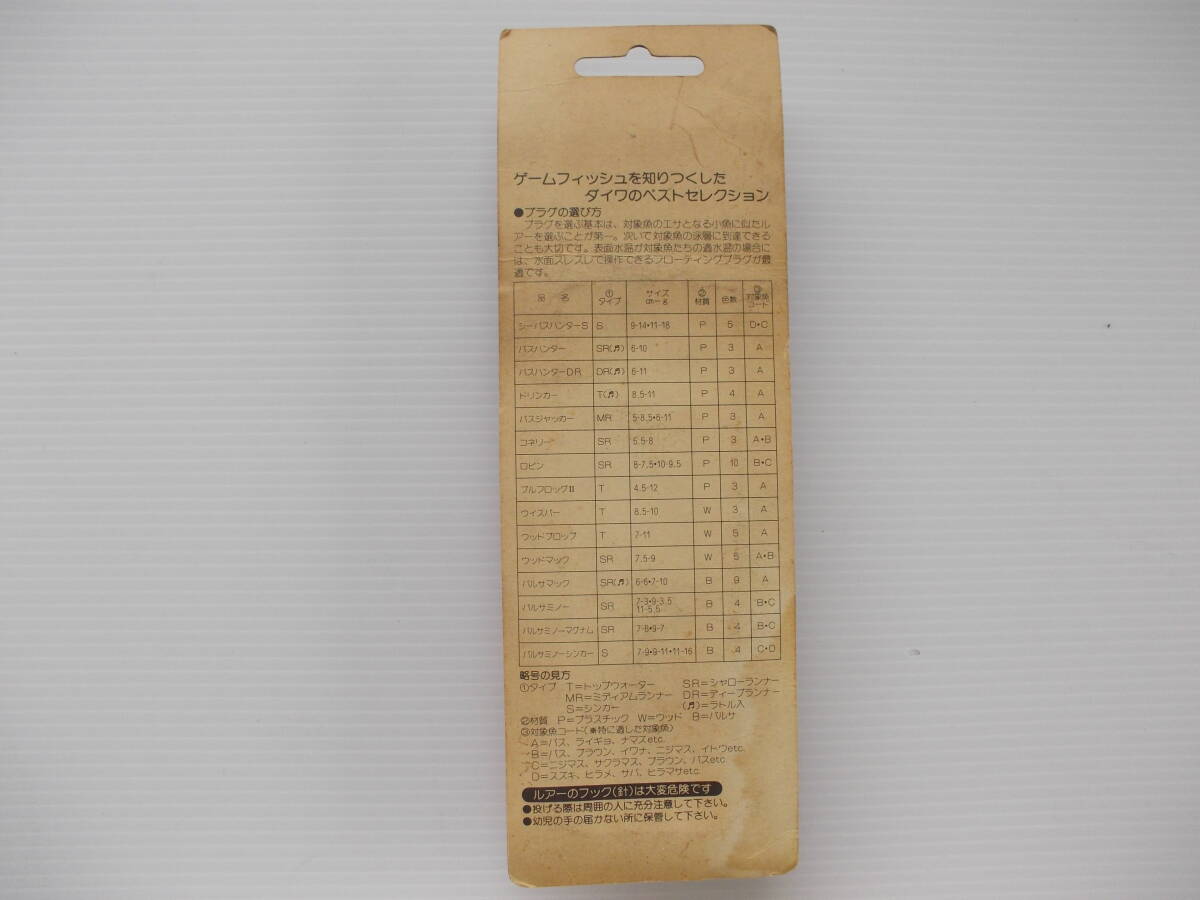 ゲームフィッシュを知りつくした
ダイワのベストセレクション
●プラグの選び方
プラグを選ぶ基本は、対象魚のエサとなる小魚に似たル
アーを選ぶことが第一。次いで対象魚の泳層に到達できる
ことも大切です。表面水温が対象魚たちの適水温の場合に
は、水面スレスレで操作できるフローティングプラグが最
適です。
品名 ①タイプ サイズcm－g ②材質 色数 ③対象魚コード
シーバスハンターS S 9-14•11-18 P 5 D•C
バスハンター SR(♬) 6-10 P 3 A
バスハンターDR DR(♬) 6-11 P 3 A
ドリンカー T(♬) 8.5-11 P 4 A
バスジャッカー MR 5-8.5•6-11 P 3 A
コネリー SR 5.5-8 P 3 A•B
ロビン SR 8-7.5•10-9.5 P 10 B•C
ブルフロッグII T 4.5-12 P 3 A
ウイスパー T 8.5-10 W 3 A
ウッドプロップ T 7-11 W 5 A
ウッドマック SR 7.5-9 W 5 A•B
バルサマック SR(♬) 6-6•7-10 B 9 A
バルサミノー SR 7-3•9-3.5 11-5.5 B 4 B•C
バルサミノーマグナム SR 7-6•9-7 B 4 B•C
バルサミノーシンカー S 7-9•9-11•11-16 B 4 C•D
略号の見方
①タイプ T＝トップウォーター SR＝シャローランナー
MR＝ミディアムランナー DR＝ディープランナー
S＝シンカー (♬)＝ラトル入
②材質 P＝プラスチック W＝ウッド B＝バルサ
③対象魚コード(※特に適した対象魚)
A＝バス、ライギョ、ナマズetc.
B＝バス、ブラウン、イワナ、ニジマス、イトウetc.
C＝ニジマス、サクラマス、ブラウン、バスetc.
D＝スズキ、ヒラメ、サバ、ヒラマサetc.
ルアーのフック(針)は大変危険です
●投げる際は周囲の人に充分注意して下さい。
●幼児の手の届かない所に保管して下さい。